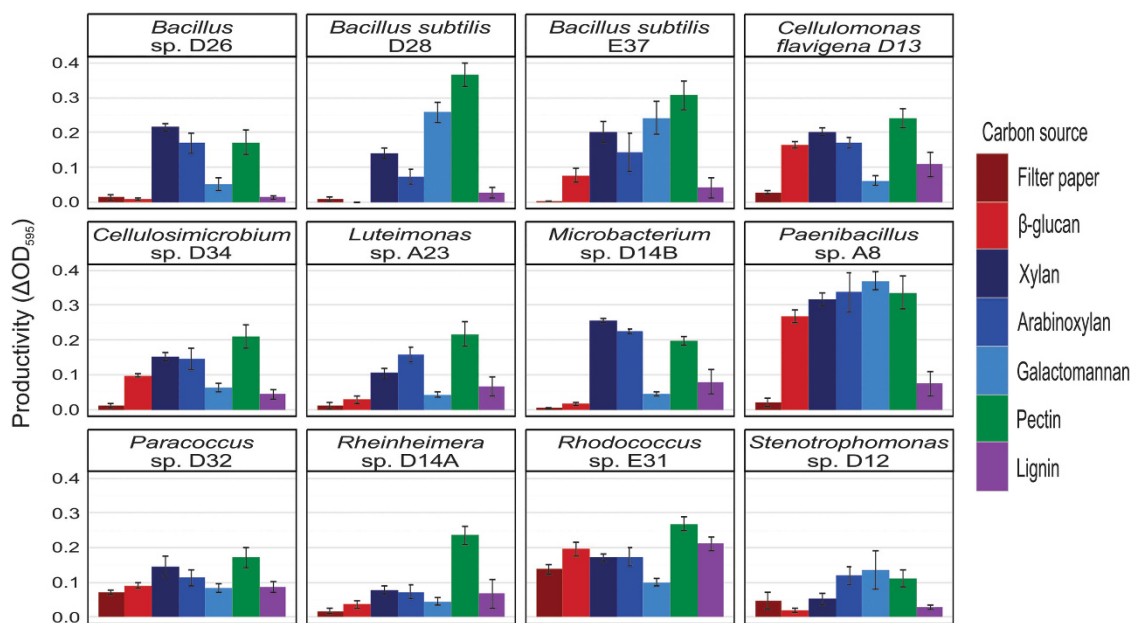 Bacillus
sp. D26
Bacillus subtilis
D28
Bacillus subtilis
E37
Cellulomonas
flavigena D13
0.4
0.3
0.2
0.1
0.0
Cellulosimicrobium
sp. D34
Luteimonas
sp. A23
Microbacterium
sp. D14B
Paenibacillus
sp. A8
0.4
0.3
0.2
0.1
0.0
Paracoccus
sp. D32
Rheinheimera
sp. D14A
Rhodococcus
sp. E31
Stenotrophomonas
sp. D12
0.4
0.3
0.2
0.1
0.0
Productivity (ΔOD₅₉₅)
Carbon source
Filter paper
β-glucan
Xylan
Arabinoxylan
Galactomannan
Pectin
Lignin